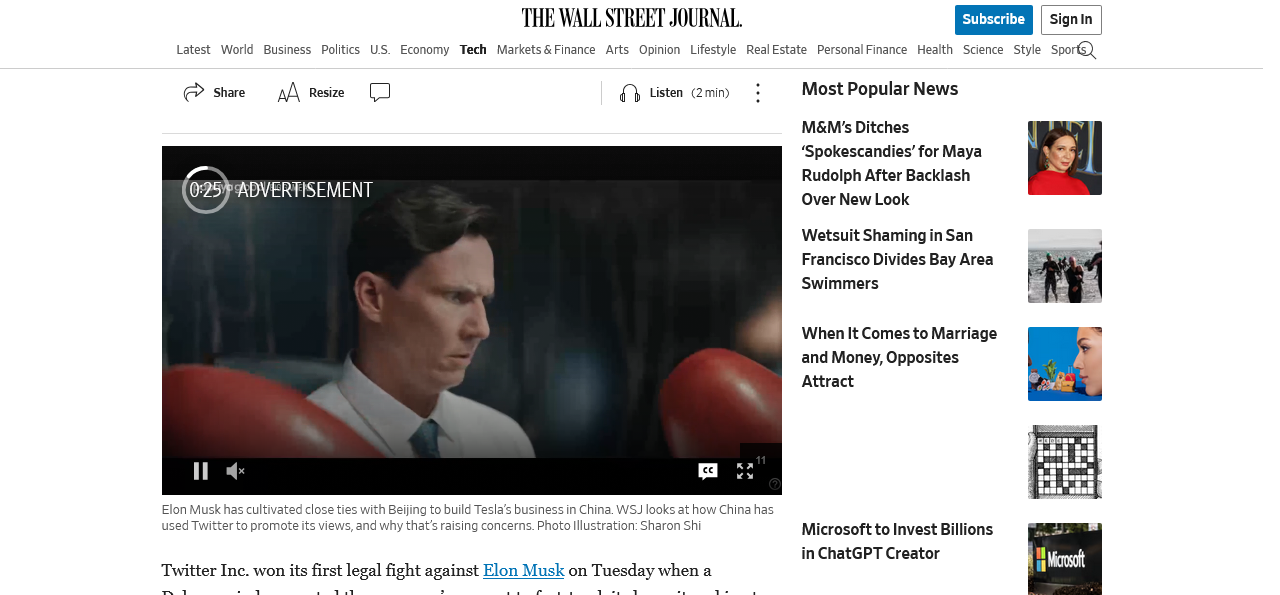 THE WALL STREET JOURNAL.
Subscribe
Sign In
Latest World Business Politics U.S. Economy Tech Markets & Finance Arts Opinion Lifestyle Real Estate Personal Finance Health Science Style Sports
Share
Resize
Listen (2 min)
0:25 ADVERTISEMENT
cc
11
Elon Musk has cultivated close ties with Beijing to build Tesla's business in China. WSJ looks at how China has
used Twitter to promote its views, and why that's raising concerns. Photo Illustration: Sharon Shi
Twitter Inc. won its first legal fight against Elon Musk on Tuesday when a
Most Popular News
M&M's Ditches
‘Spokescandies’ for Maya
Rudolph After Backlash
Over New Look
Wetsuit Shaming in San
Francisco Divides Bay Area
Swimmers
When It Comes to Marriage
and Money, Opposites
Attract
Microsoft to Invest Billions
in ChatGPT Creator
Microsoft